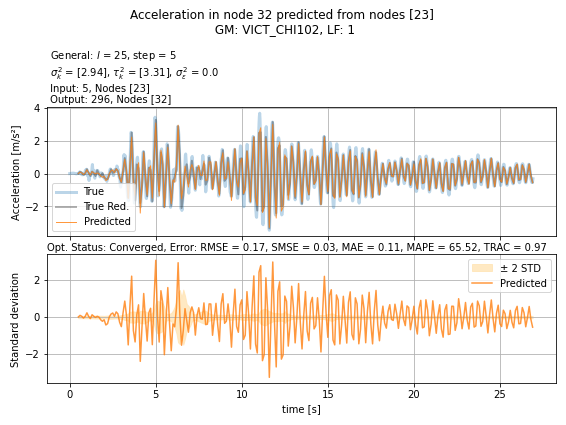 Acceleration in node 32 predicted from nodes [23]
GM: VICT_CHI102, LF: 1
General: l = 25, step = 5
σ²ₖ = [2.94], τ²ₖ = [3.31], σ²ε = 0.0
Input: 5, Nodes [23]
Output: 296, Nodes [32]
Acceleration [m/s²]
4
2
0
−2
True
True Red.
Predicted
Opt. Status: Converged, Error: RMSE = 0.17, SMSE = 0.03, MAE = 0.11, MAPE = 65.52, TRAC = 0.97
Standard deviation
2
0
−2
± 2 STD
Predicted
0
5
10
15
20
25
time [s]